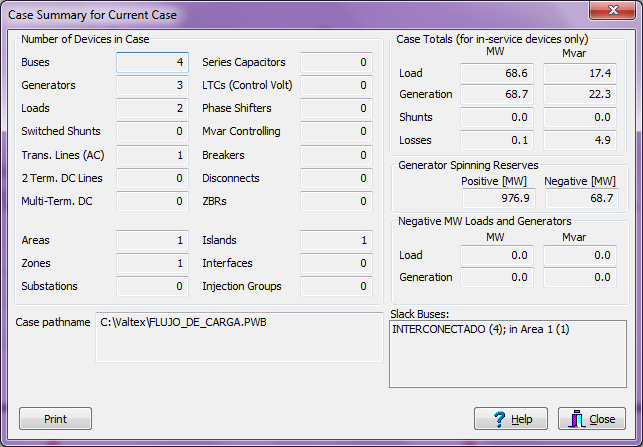 Case Summary for Current Case
Number of Devices in Case
Buses 4 Series Capacitors 0
Generators 3 LTCs (Control Volt) 0
Loads 2 Phase Shifters 0
Switched Shunts 0 Mvar Controlling 0
Trans. Lines (AC) 1 Breakers 0
2 Term. DC Lines 0 Disconnects 0
Multi-Term. DC 0 ZBRs 0
Areas 1 Islands 1
Zones 1 Interfaces 0
Substations 0 Injection Groups 0
Case Totals (for in-service devices only)
MW Mvar
Load 68.6 17.4
Generation 68.7 22.3
Shunts 0.0 0.0
Losses 0.1 4.9
Generator Spinning Reserves
Positive [MW] Negative [MW]
976.9 68.7
Negative MW Loads and Generators
MW Mvar
Load 0.0 0.0
Generation 0.0 0.0
Case pathname C:\Valtex\FLUJO_DE_CARGA.PWB
Slack Buses:
INTERCONECTADO (4); in Area 1 (1)
Print ? Help Close